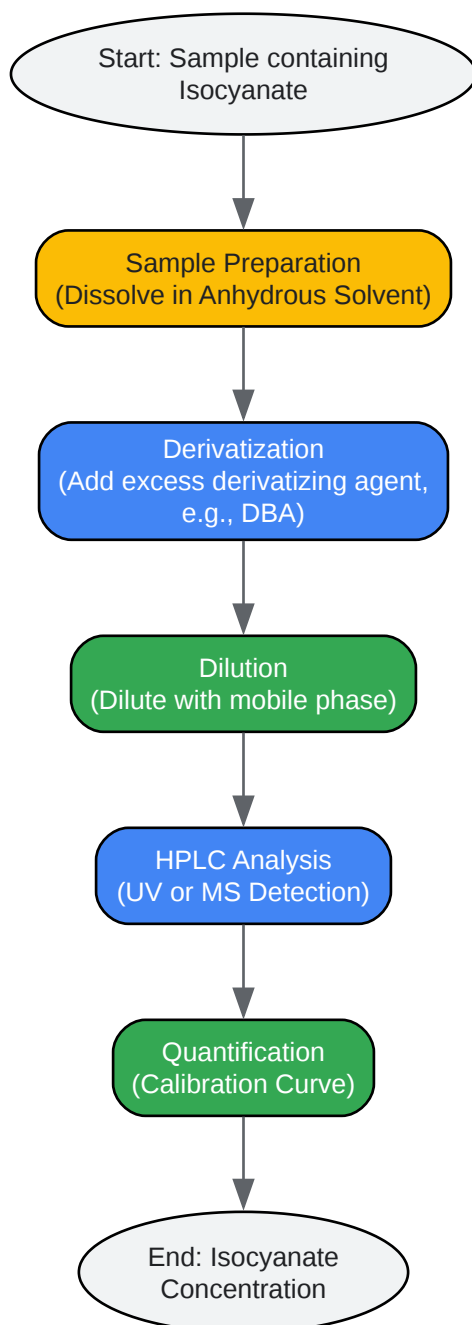 Start: Sample containing
Isocyanate
Sample Preparation
(Dissolve in Anhydrous Solvent)
Derivatization
(Add excess derivatizing agent,
e.g., DBA)
Dilution
(Dilute with mobile phase)
HPLC Analysis
(UV or MS Detection)
Quantification
(Calibration Curve)
End: Isocyanate
Concentration